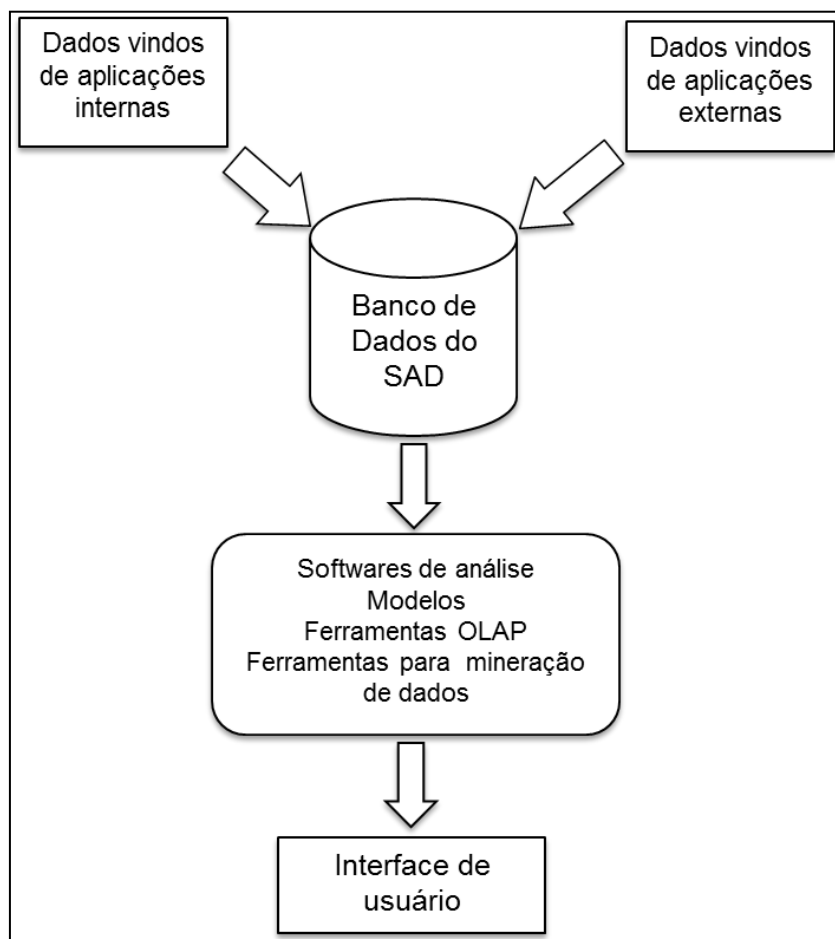 Dados vindos
de aplicações
internas
Dados vindos
de aplicações
externas
Banco de
Dados do
SAD
Softwares de análise
Modelos
Ferramentas OLAP
Ferramentas para mineração
de dados
Interface de
usuário